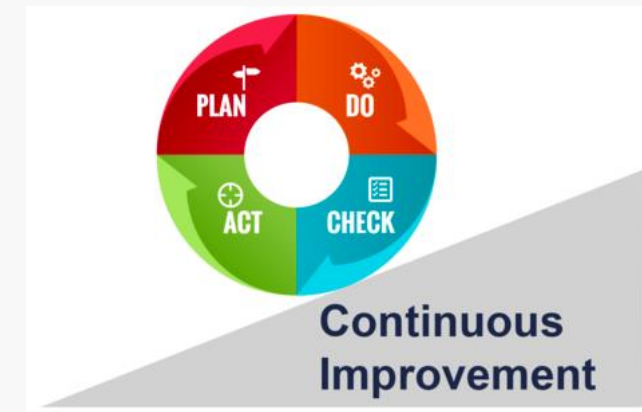 PLAN
DO
ACT
CHECK
Continuous
Improvement